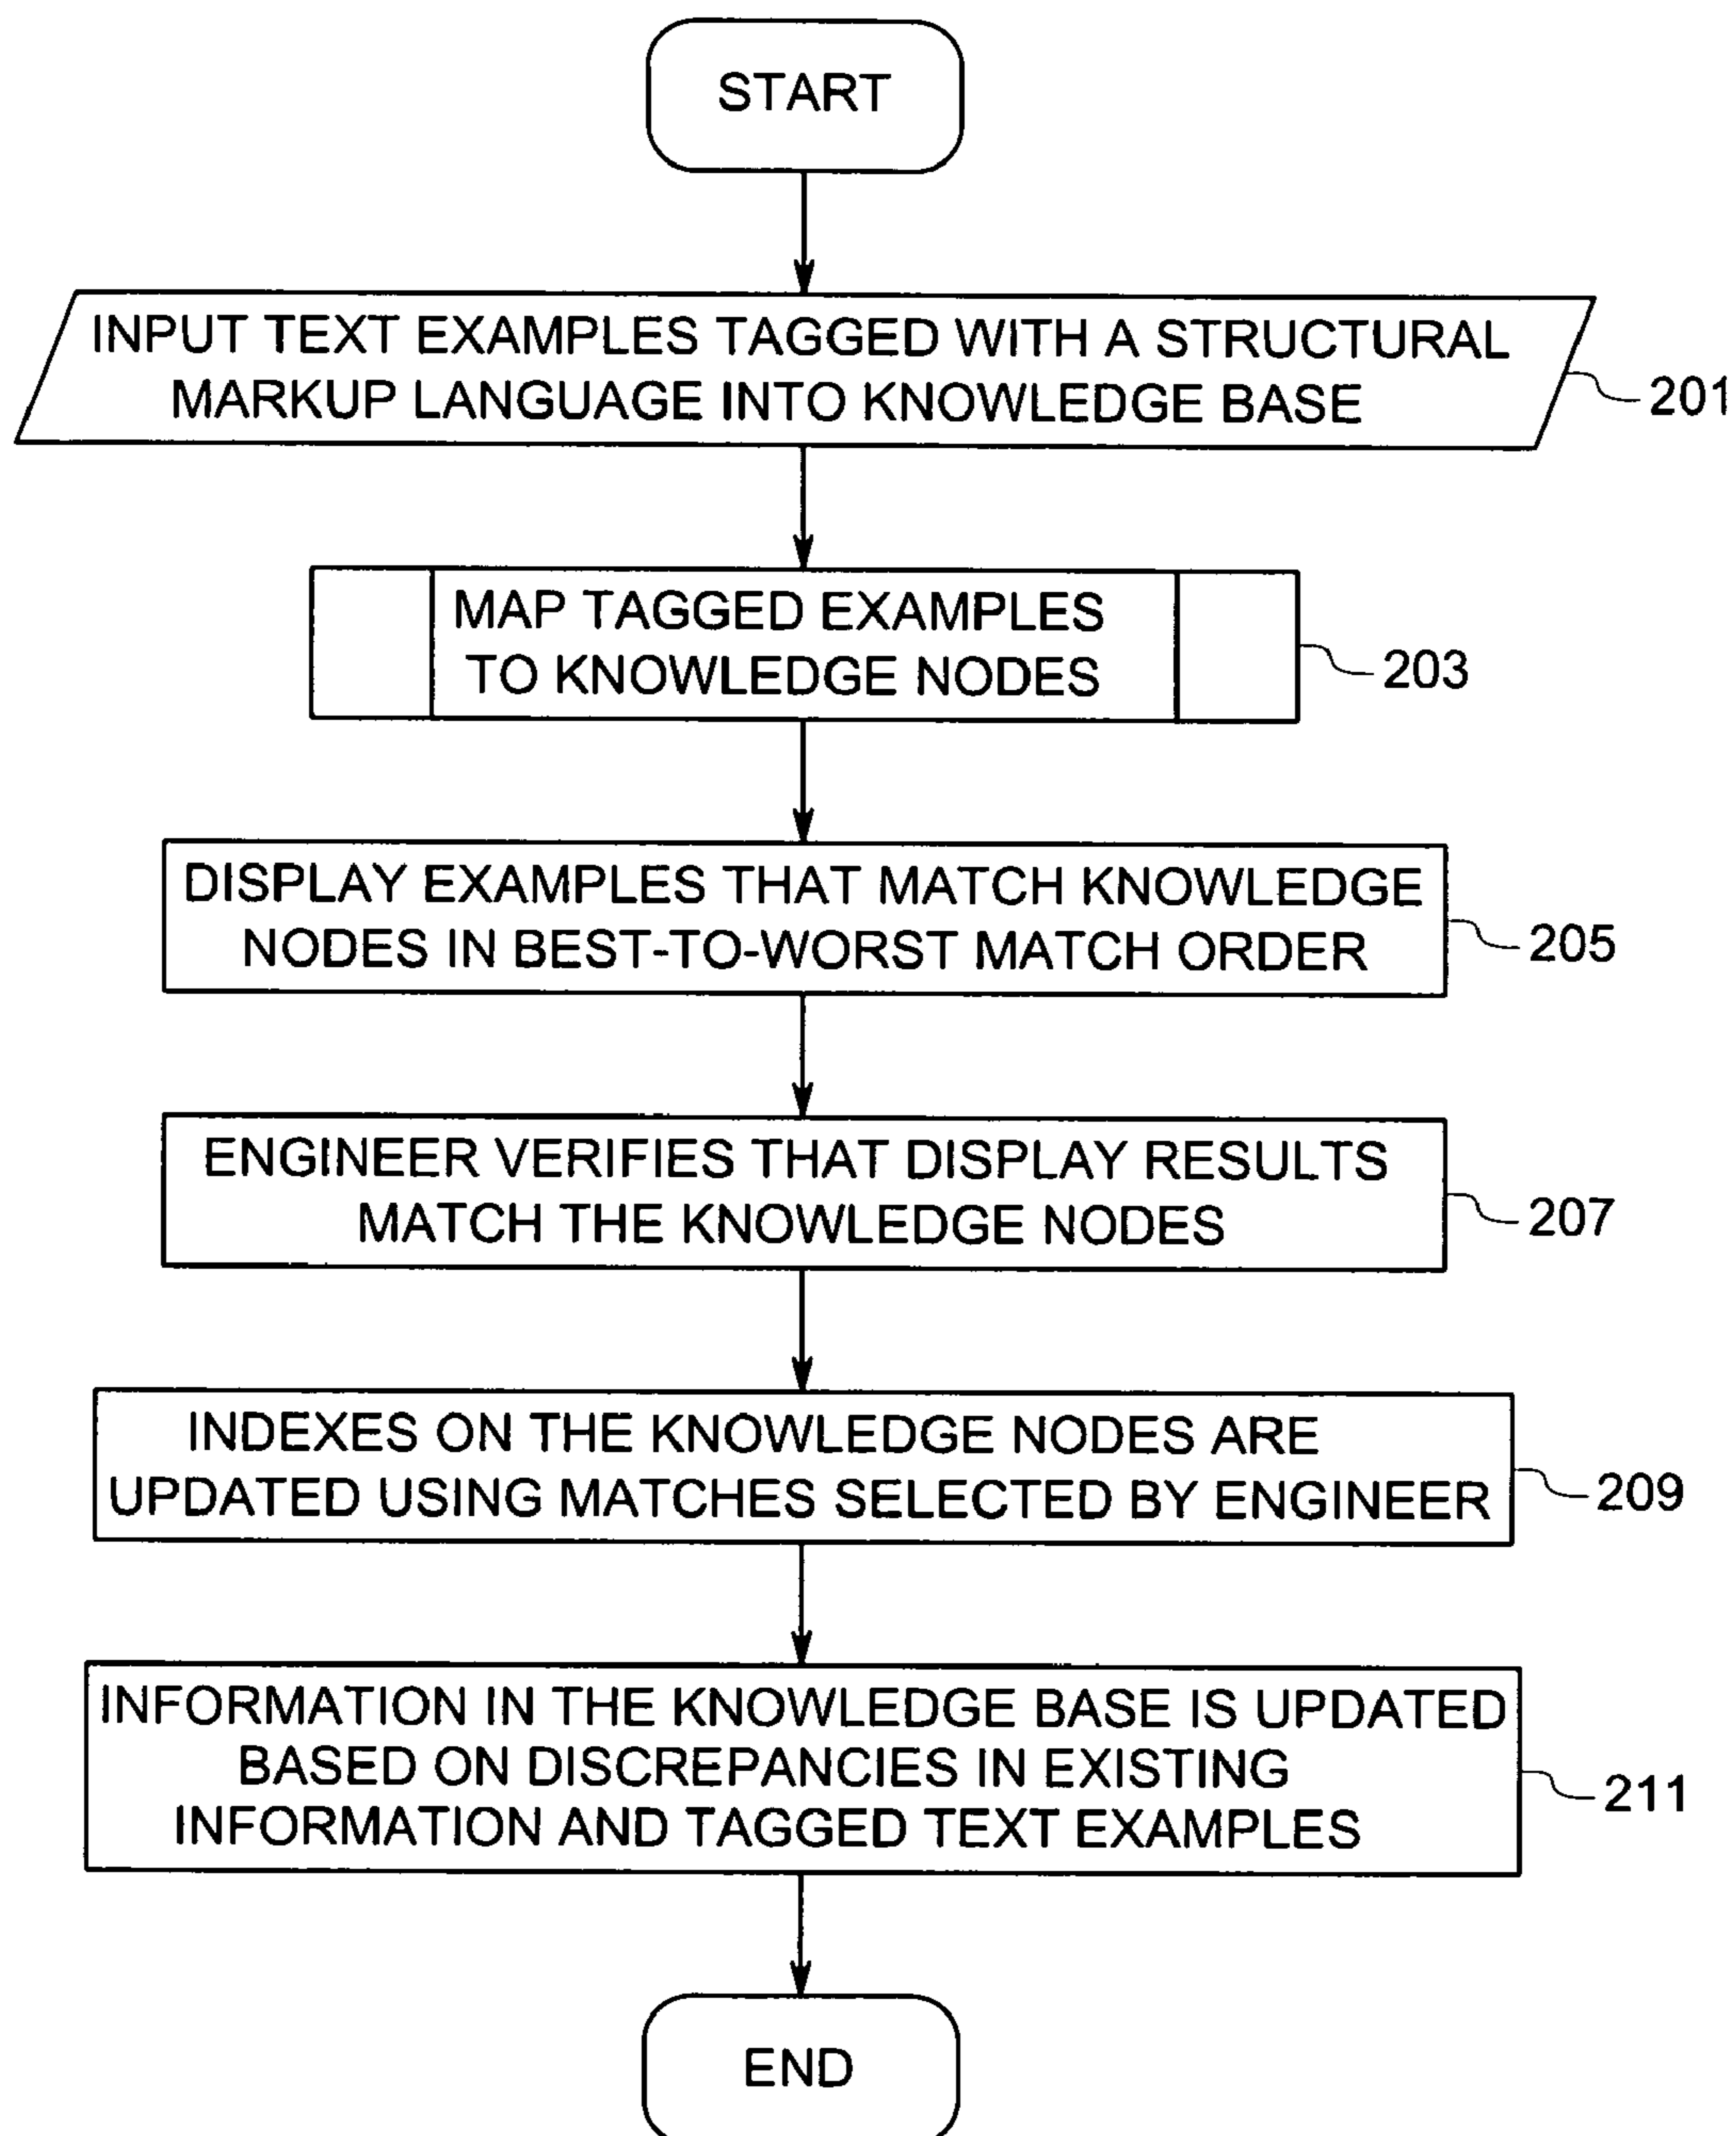 START
INPUT TEXT EXAMPLES TAGGED WITH A STRUCTURAL
MARKUP LANGUAGE INTO KNOWLEDGE BASE
201
MAP TAGGED EXAMPLES
TO KNOWLEDGE NODES
203
DISPLAY EXAMPLES THAT MATCH KNOWLEDGE
NODES IN BEST-TO-WORST MATCH ORDER
205
ENGINEER VERIFIES THAT DISPLAY RESULTS
MATCH THE KNOWLEDGE NODES
207
INDEXES ON THE KNOWLEDGE NODES ARE
UPDATED USING MATCHES SELECTED BY ENGINEER
209
INFORMATION IN THE KNOWLEDGE BASE IS UPDATED
BASED ON DISCREPANCIES IN EXISTING
INFORMATION AND TAGGED TEXT EXAMPLES
211
END